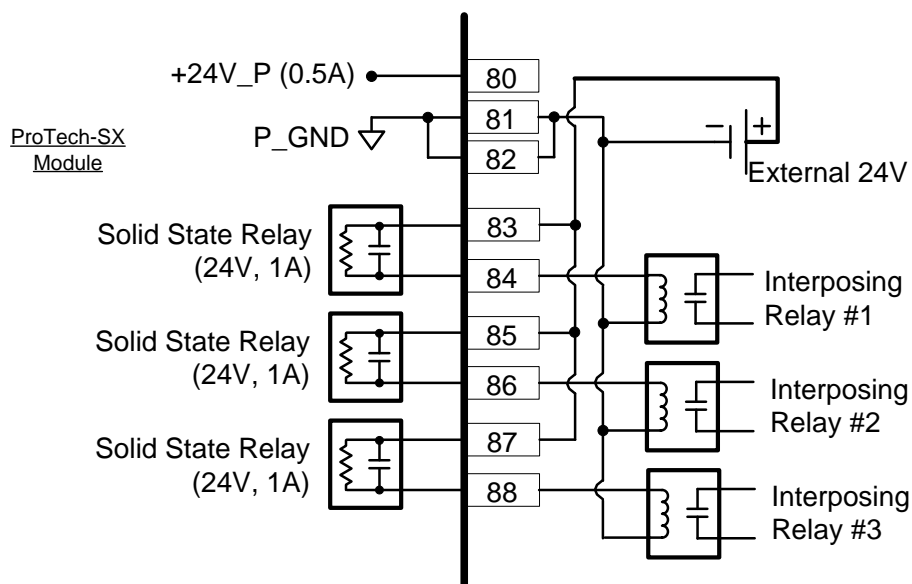 +24V_P (0.5A)
80
81
P_GND
82
ProTech-SX
Module
– +
External 24V
Solid State Relay
(24V, 1A)
83
84
Interposing
Relay #1
Solid State Relay
(24V, 1A)
85
86
Interposing
Relay #2
Solid State Relay
(24V, 1A)
87
88
Interposing
Relay #3